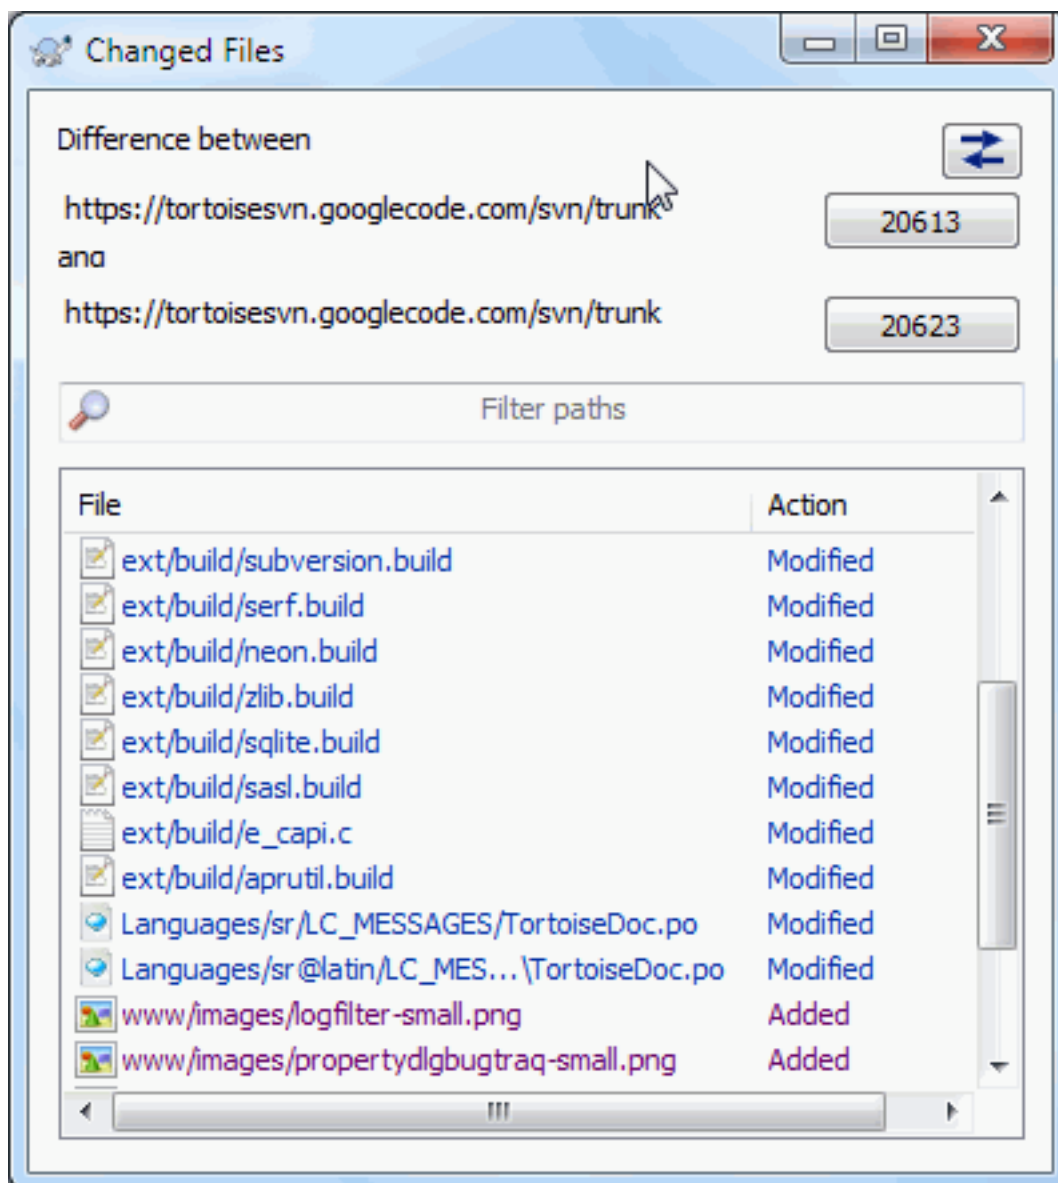 Changed Files
Difference between
https://tortoisesvn.googlecode.com/svn/trunk
20613
and
https://tortoisesvn.googlecode.com/svn/trunk
20623
Filter paths
File Action
ext/build/subversion.build Modified
ext/build/serf.build Modified
ext/build/neon.build Modified
ext/build/zlib.build Modified
ext/build/sqlite.build Modified
ext/build/sasl.build Modified
ext/build/e_capi.c Modified
ext/build/aprutil.build Modified
Languages/sr/LC_MESSAGES/TortoiseDoc.po Modified
Languages/sr@latin/LC_MES...\TortoiseDoc.po Modified
www/images/logfilter-small.png Added
www/images/propertydlgbugtraq-small.png Added